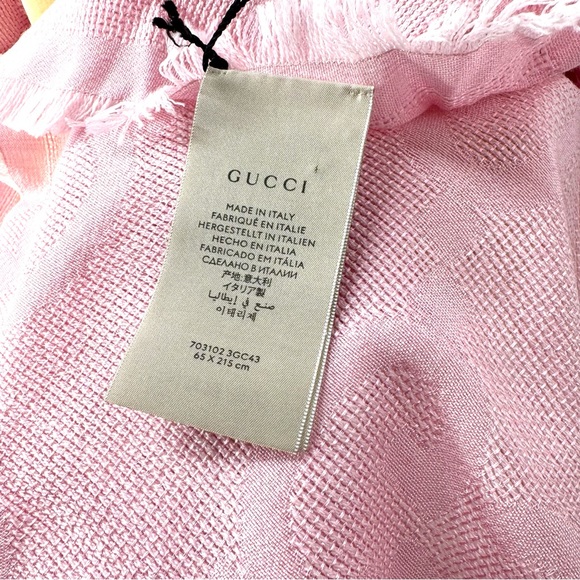 GUCCI
MADE IN ITALY
FABRIQUÉ EN ITALIE
HERGESTELLT IN ITALIEN
HECHO EN ITALIA
FABRICADO EM ITÁLIA
СДЕЛАНО В ИТАЛИИ
产地:意大利
イタリア製
صنع في إيطاليا
이태리제
703102 3GC43
65 X 215 cm